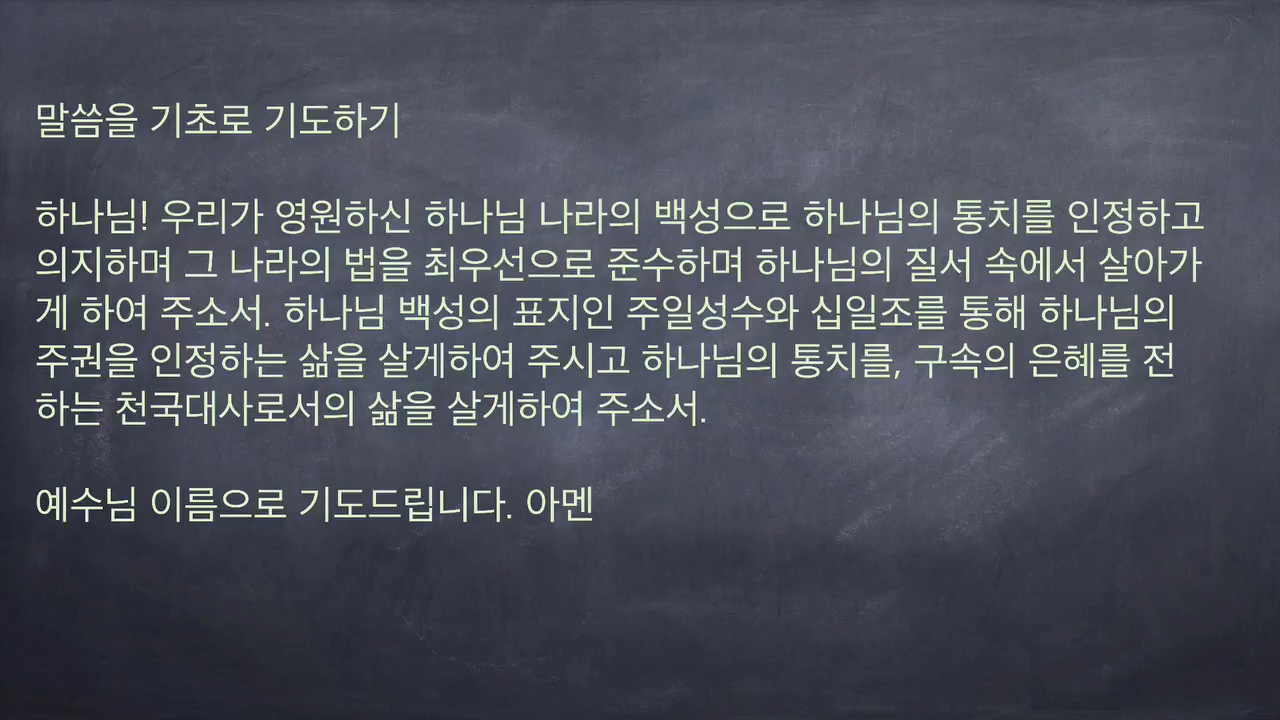 말씀을 기초로 기도하기
하나님! 우리가 영원하신 하나님 나라의 백성으로 하나님의 통치를 인정하고
의지하며 그 나라의 법을 최우선으로 준수하며 하나님의 질서 속에서 살아가
게 하여 주소서. 하나님 백성의 표지인 주일성수와 십일조를 통해 하나님의
주권을 인정하는 삶을 살게하여 주시고 하나님의 통치를, 구속의 은혜를 전
하는 천국대사로서의 삶을 살게하여 주소서.
예수님 이름으로 기도드립니다. 아멘